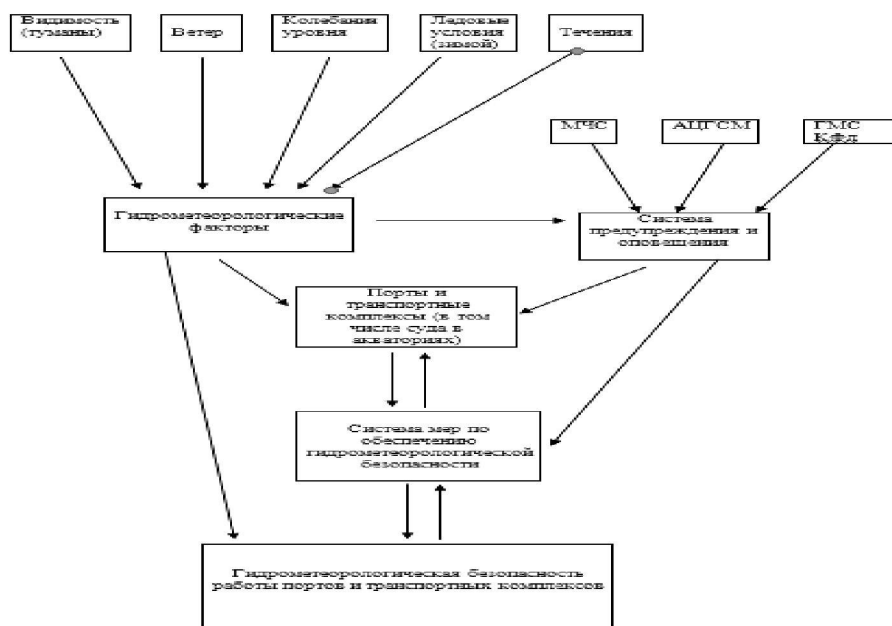 Видимость
(туманы)
Ветер
Колебания
уровня
Ледовые
условия
(зимой)
Течения
МЧС
АЦГСМ
ГМС
КФД
Гидрометеорологические
факторы
Система
предупреждения и
оповещения
Порты и
транспортные
комплексы (в том
числе суда в
акваториях)
Система мер по
обеспечению
гидрометеорологической
безопасности
Гидрометеорологическая безопасность
работы портов и транспортных комплексов